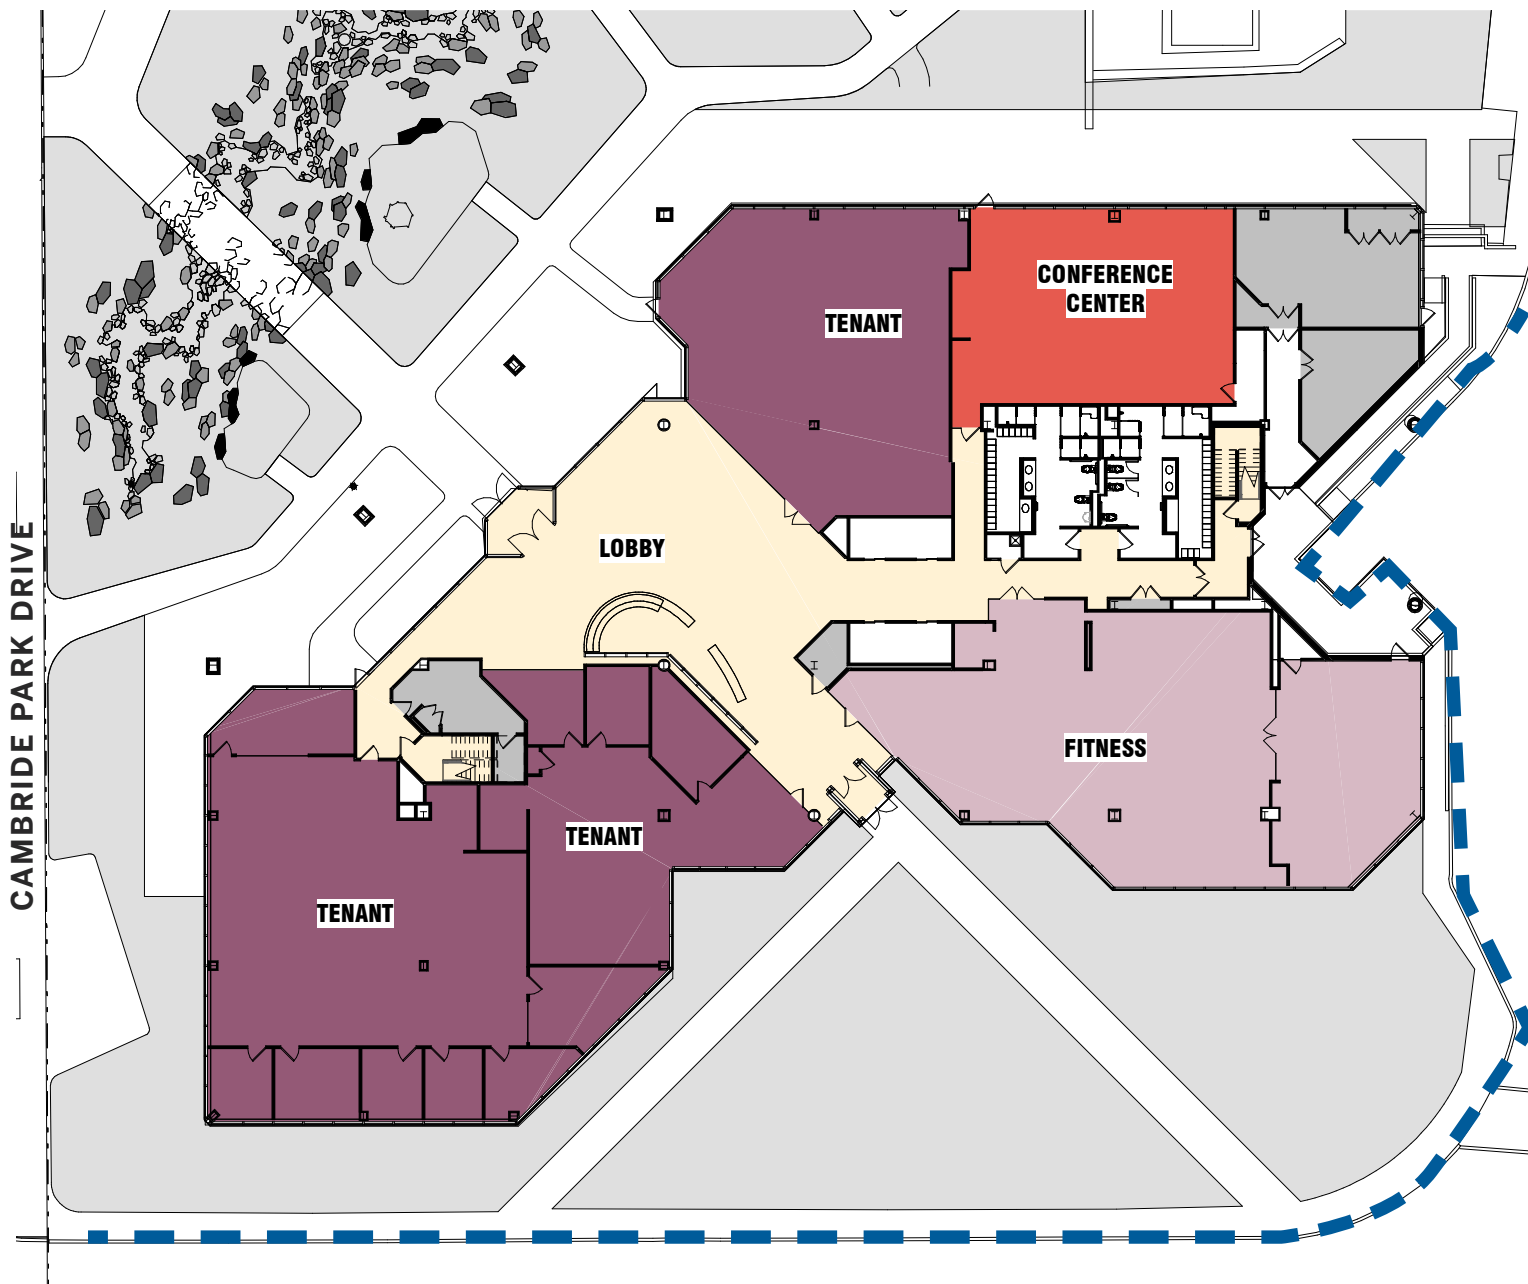 CONFERENCE
CENTER
TENANT
LOBBY
CAMBRIDE PARK DRIVE
FITNESS
TENANT
TENANT